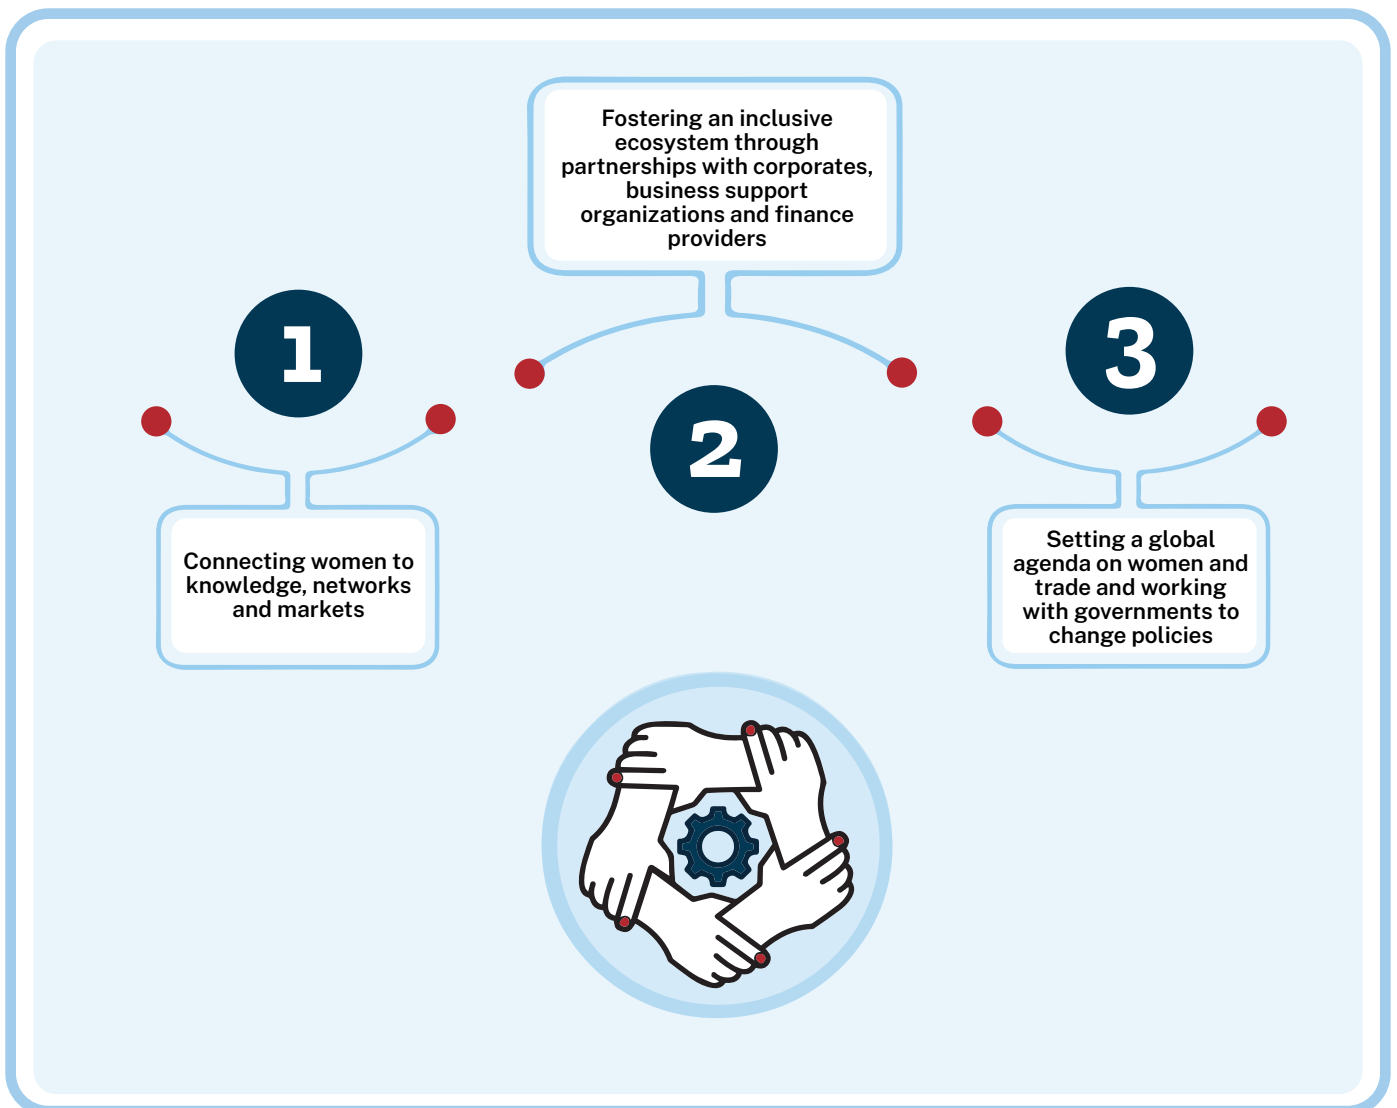 1
Connecting women to
knowledge, networks
and markets
Fostering an inclusive
ecosystem through
partnerships with corporates,
business support
organizations and finance
providers
2
3
Setting a global
agenda on women and
trade and working
with governments to
change policies